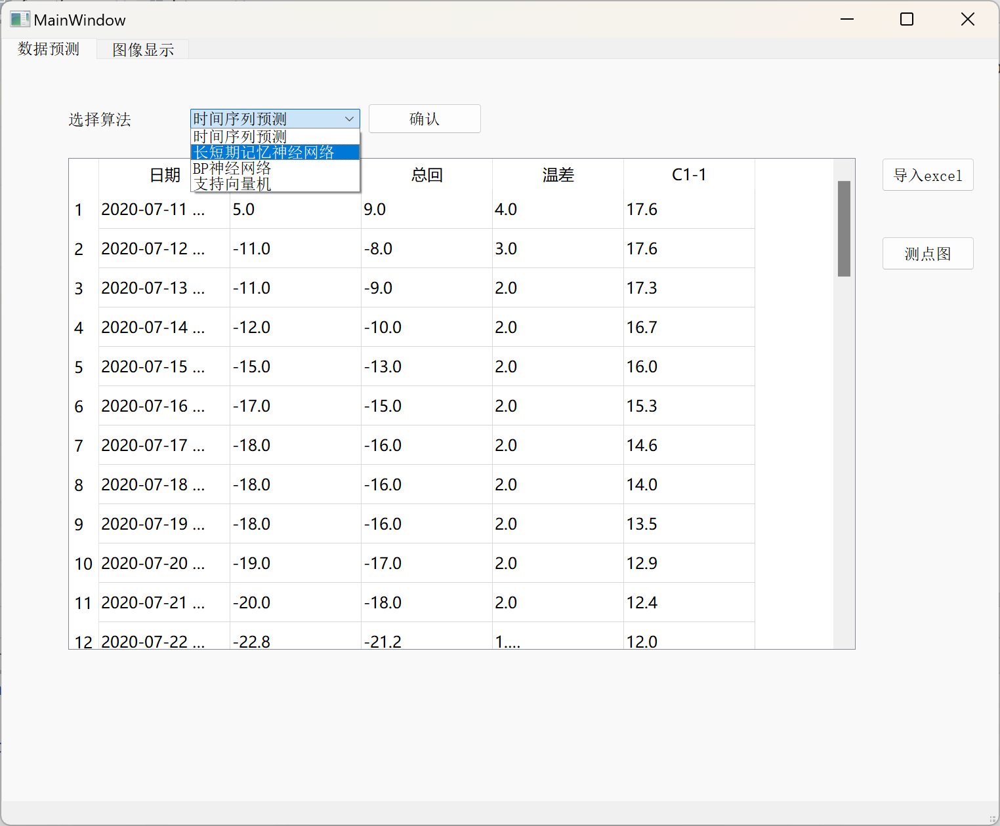 MainWindow
数据预测 图像显示
选择算法 时间序列预测 确认
时间序列预测
长短期记忆神经网络
BP神经网络
支持向量机
日期 总回 温差 C1-1 导入excel
1 2020-07-11 ... 5.0 9.0 4.0 17.6
2 2020-07-12 ... -11.0 -8.0 3.0 17.6 测点图
3 2020-07-13 ... -11.0 -9.0 2.0 17.3
4 2020-07-14 ... -12.0 -10.0 2.0 16.7
5 2020-07-15 ... -15.0 -13.0 2.0 16.0
6 2020-07-16 ... -17.0 -15.0 2.0 15.3
7 2020-07-17 ... -18.0 -16.0 2.0 14.6
8 2020-07-18 ... -18.0 -16.0 2.0 14.0
9 2020-07-19 ... -18.0 -16.0 2.0 13.5
10 2020-07-20 ... -19.0 -17.0 2.0 12.9
11 2020-07-21 ... -20.0 -18.0 2.0 12.4
12 2020-07-22 ... -22.8 -21.2 1.... 12.0